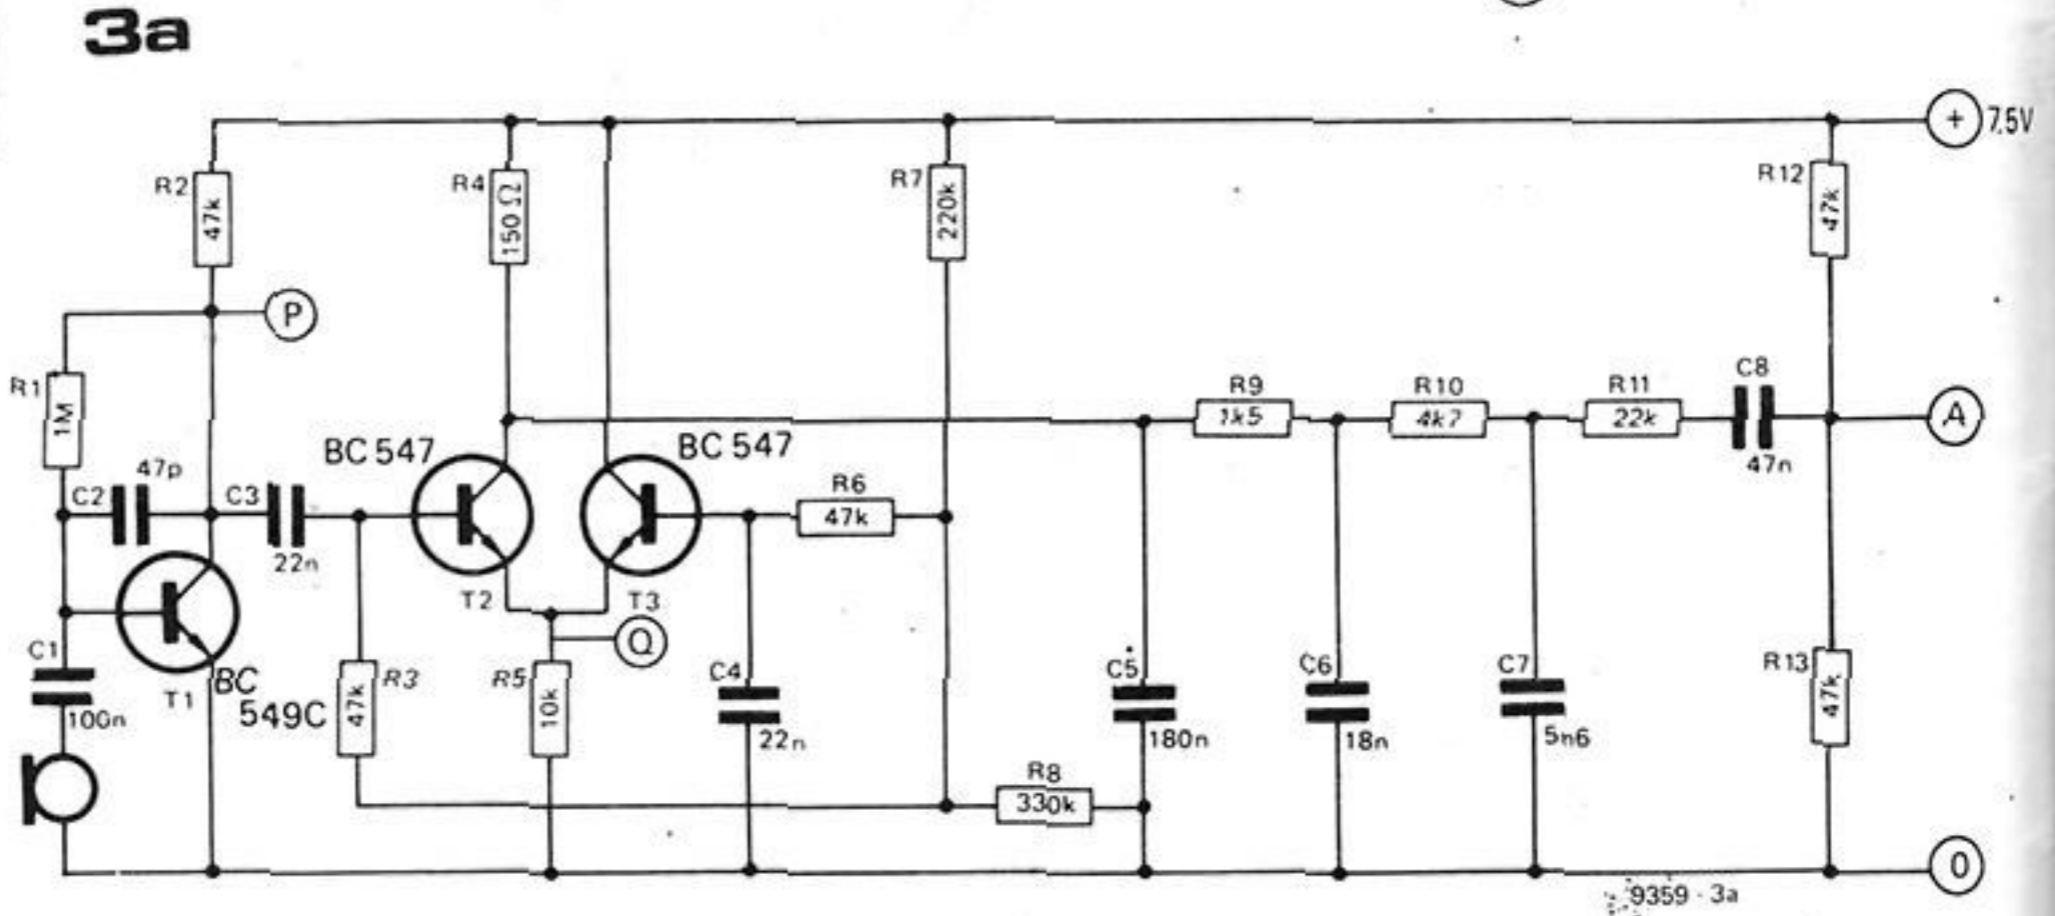 3a
+ 7.5V
R2
47k
R4
150 Ω
R7
220k
R12
47k
P
R1
1M
C8
R9
1k5
R10
4k7
R11
22k
A
47n
BC 547
BC 547
47p
C2
C3
22n
R6
47k
T2
T3
Q
C1
100n
T1
BC
549C
47k
R3
R5
10k
C4
22n
C5
180n
C6
18n
C7
5n6
R13
47k
R8
330k
0
9359 - 3a